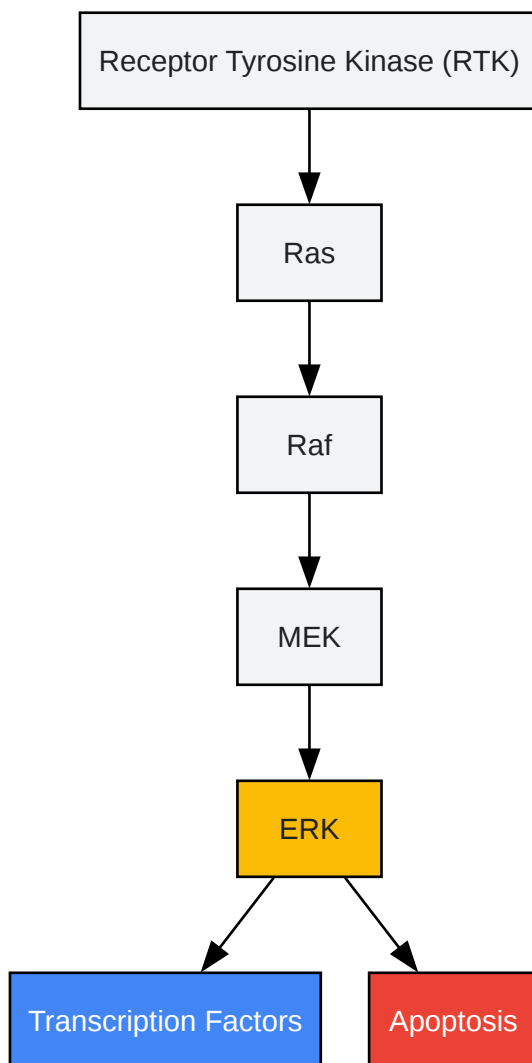 Receptor Tyrosine Kinase (RTK)
Ras
Raf
MEK
ERK
Transcription Factors
Apoptosis